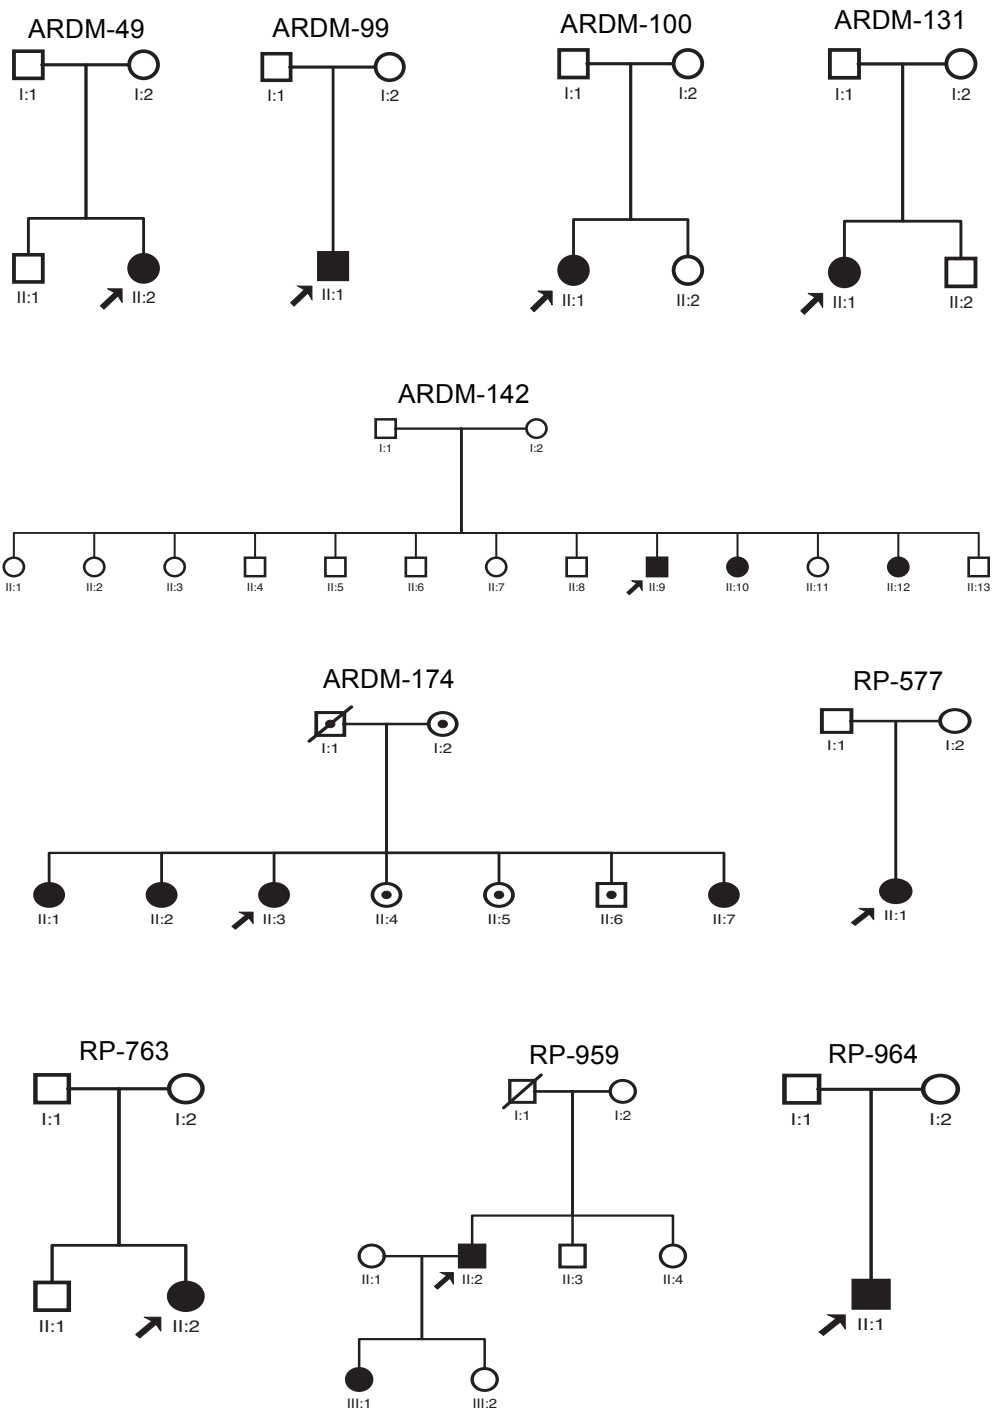 ARDM-49 ARDM-99 ARDM-100 ARDM-131
I:1 I:2 I:1 I:2 I:1 I:2 I:1 I:2
II:1 II:2 II:1 II:1 II:2 II:1 II:2
ARDM-142
I:1 I:2
II:1 II:2 II:3 II:4 II:5 II:6 II:7 II:8 II:9 II:10 II:11 II:12 II:13
ARDM-174 RP-577
I:1 I:2 I:1 I:2
II:1 II:2 II:3 II:4 II:5 II:6 II:7 II:1
RP-763 RP-959 RP-964
I:1 I:2 I:1 I:2 I:1 I:2
II:1 II:2 II:1 II:2 II:3 II:4 II:1
III:1 III:2